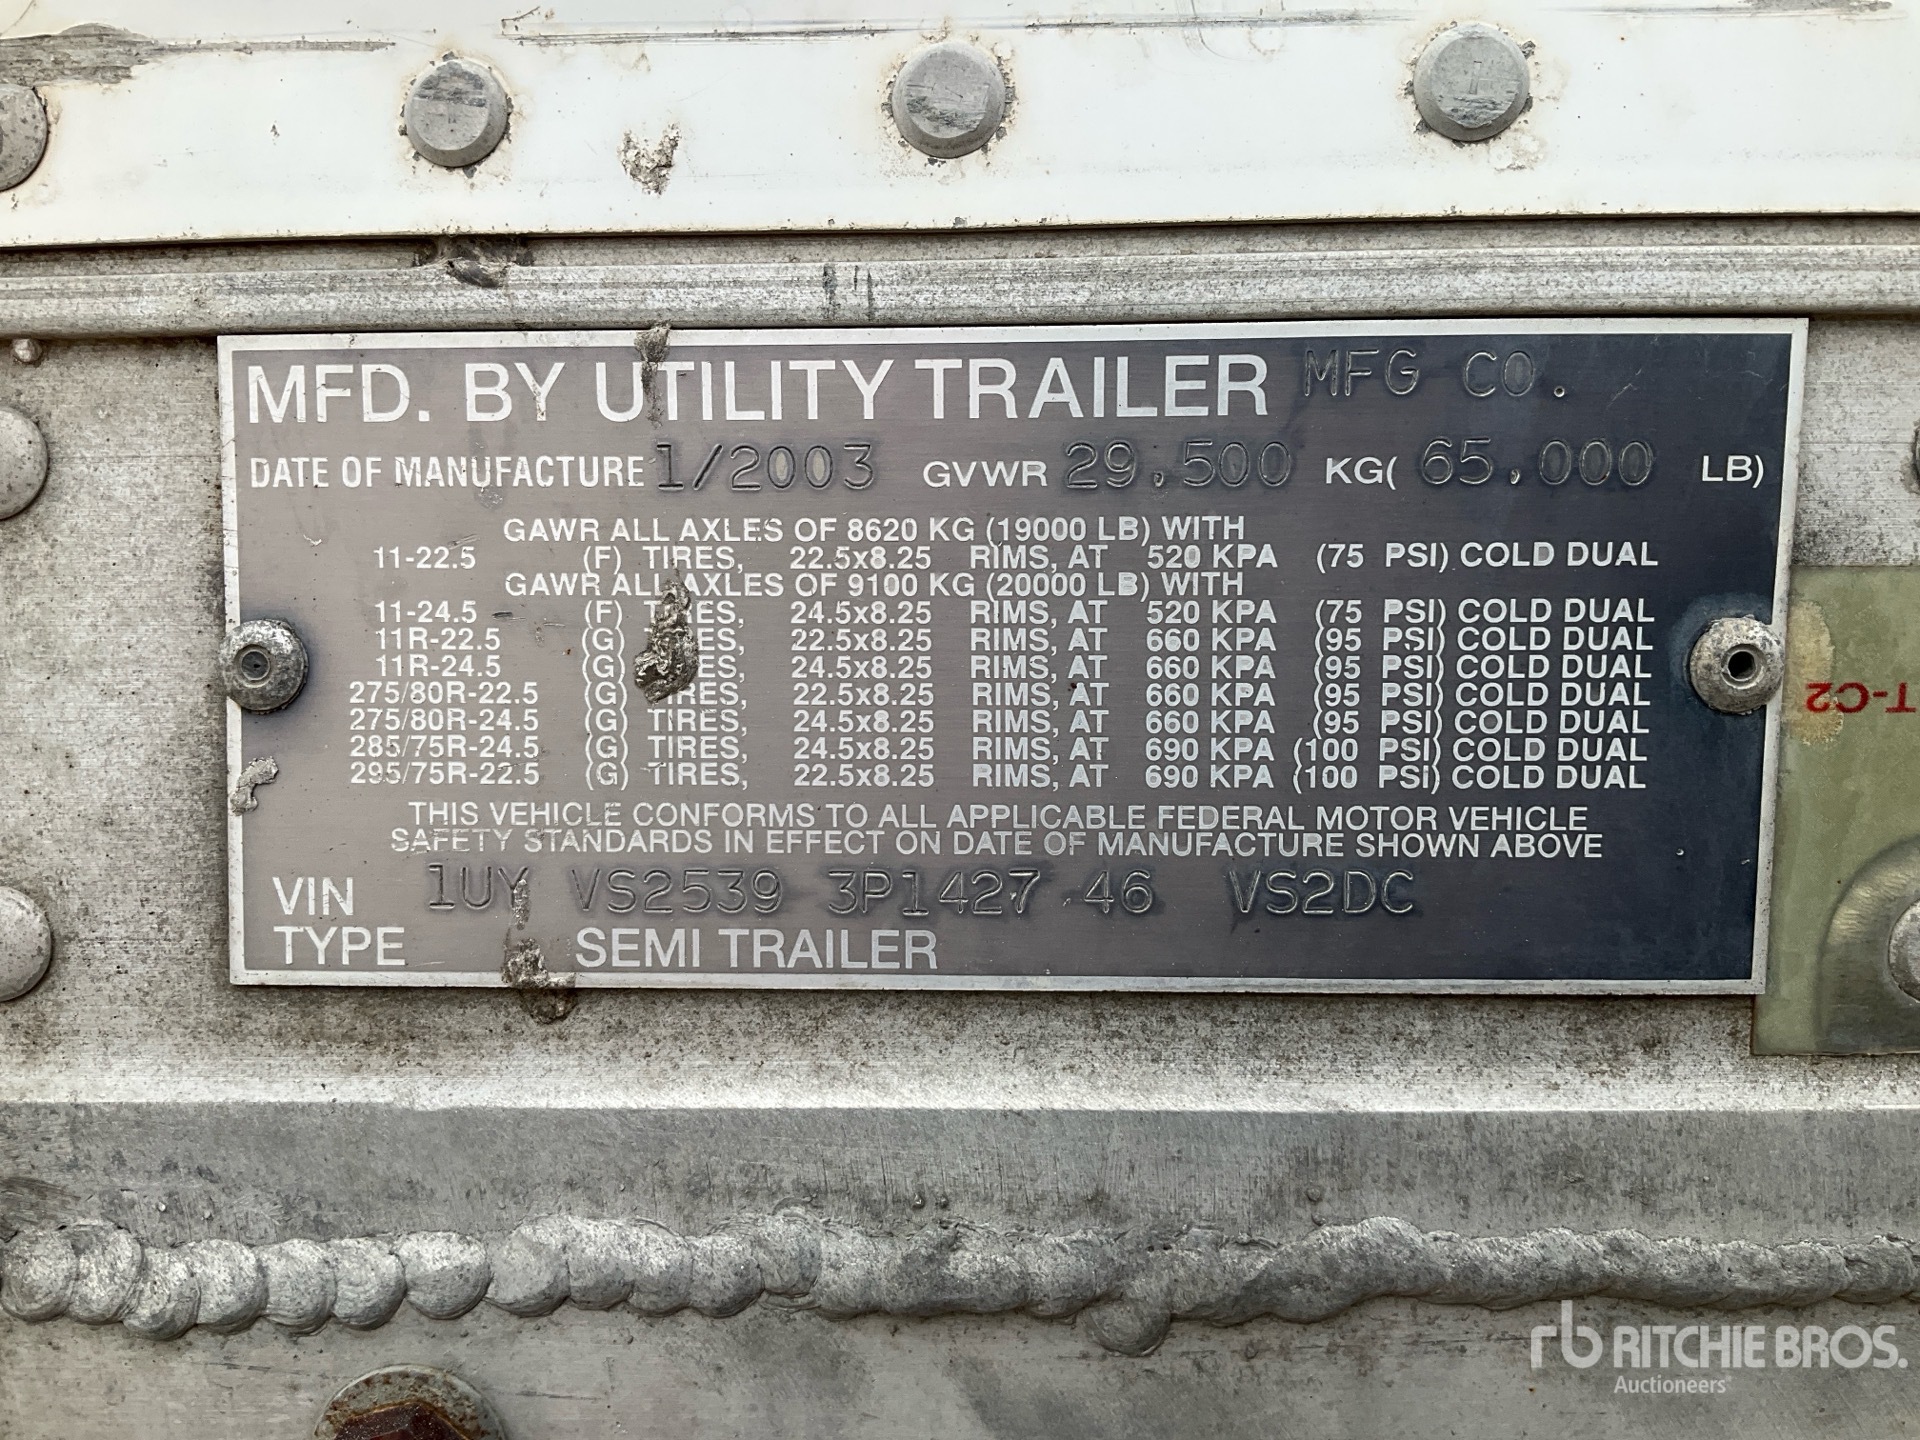 MFD. BY UTILITY TRAILER MFG CO.
DATE OF MANUFACTURE 1/2003 GVWR 29,500 KG( 65,000 LB)
GAWR ALL AXLES OF 8620 KG (19000 LB) WITH
11-22.5 (F) TIRES, 22.5x8.25 RIMS, AT 520 KPA (75 PSI) COLD DUAL
GAWR ALL AXLES OF 9100 KG (20000 LB) WITH
11-24.5 (F) TIRES, 24.5x8.25 RIMS, AT 520 KPA (75 PSI) COLD DUAL
11R-22.5 (G) TIRES, 22.5x8.25 RIMS, AT 660 KPA (95 PSI) COLD DUAL
11R-24.5 (G) TIRES, 24.5x8.25 RIMS, AT 660 KPA (95 PSI) COLD DUAL
275/80R-22.5 (G) TIRES, 22.5x8.25 RIMS, AT 660 KPA (95 PSI) COLD DUAL
275/80R-24.5 (G) TIRES, 24.5x8.25 RIMS, AT 660 KPA (95 PSI) COLD DUAL
285/75R-24.5 (G) TIRES, 24.5x8.25 RIMS, AT 690 KPA (100 PSI) COLD DUAL
295/75R-22.5 (G) TIRES, 22.5x8.25 RIMS, AT 690 KPA (100 PSI) COLD DUAL
THIS VEHICLE CONFORMS TO ALL APPLICABLE FEDERAL MOTOR VEHICLE
SAFETY STANDARDS IN EFFECT ON DATE OF MANUFACTURE SHOWN ABOVE
VIN 1UY VS2539 3P1427 46 VS2DC
TYPE SEMI TRAILER
T-C2
rb RITCHIE BROS.
Auctioneers